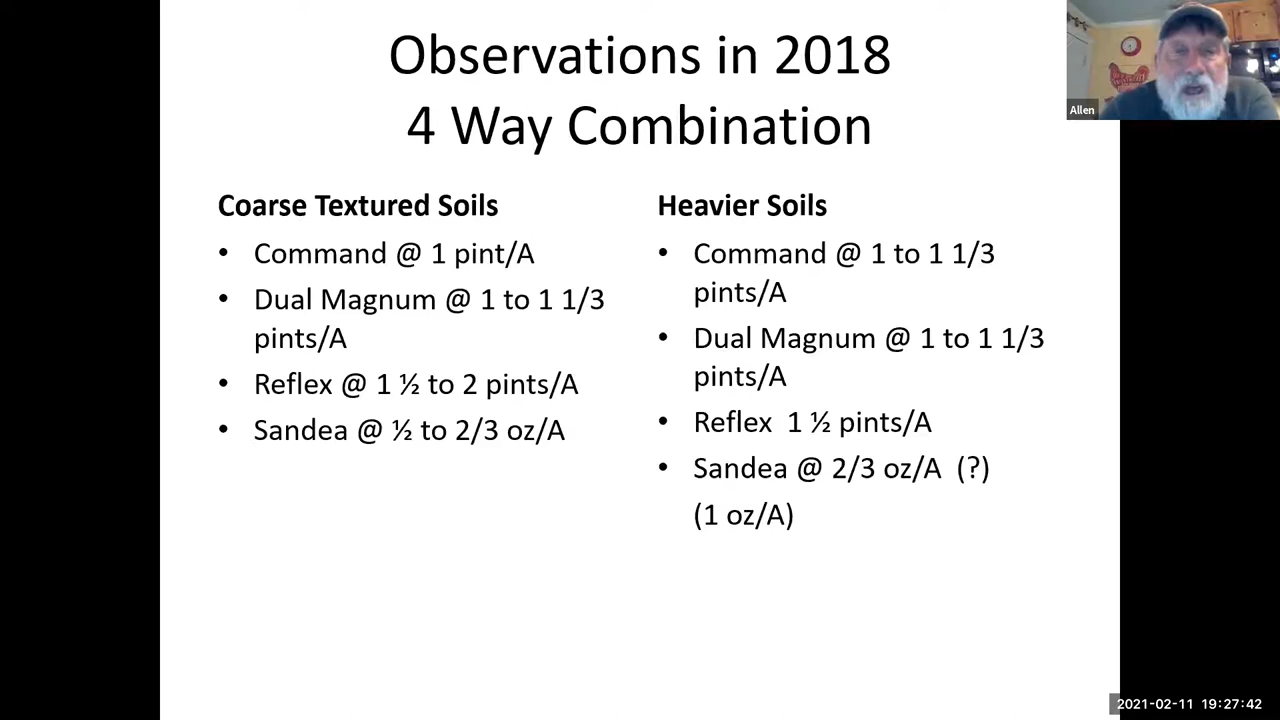 Observations in 2018
4 Way Combination
Allen
Coarse Textured Soils
• Command @ 1 pint/A
• Dual Magnum @ 1 to 1 1/3
pints/A
• Reflex @ 1 ½ to 2 pints/A
• Sandea @ ½ to 2/3 oz/A
Heavier Soils
• Command @ 1 to 1 1/3
pints/A
• Dual Magnum @ 1 to 1 1/3
pints/A
• Reflex  1 ½ pints/A
• Sandea @ 2/3 oz/A  (?)
(1 oz/A)
2021-02-11 19:27:42